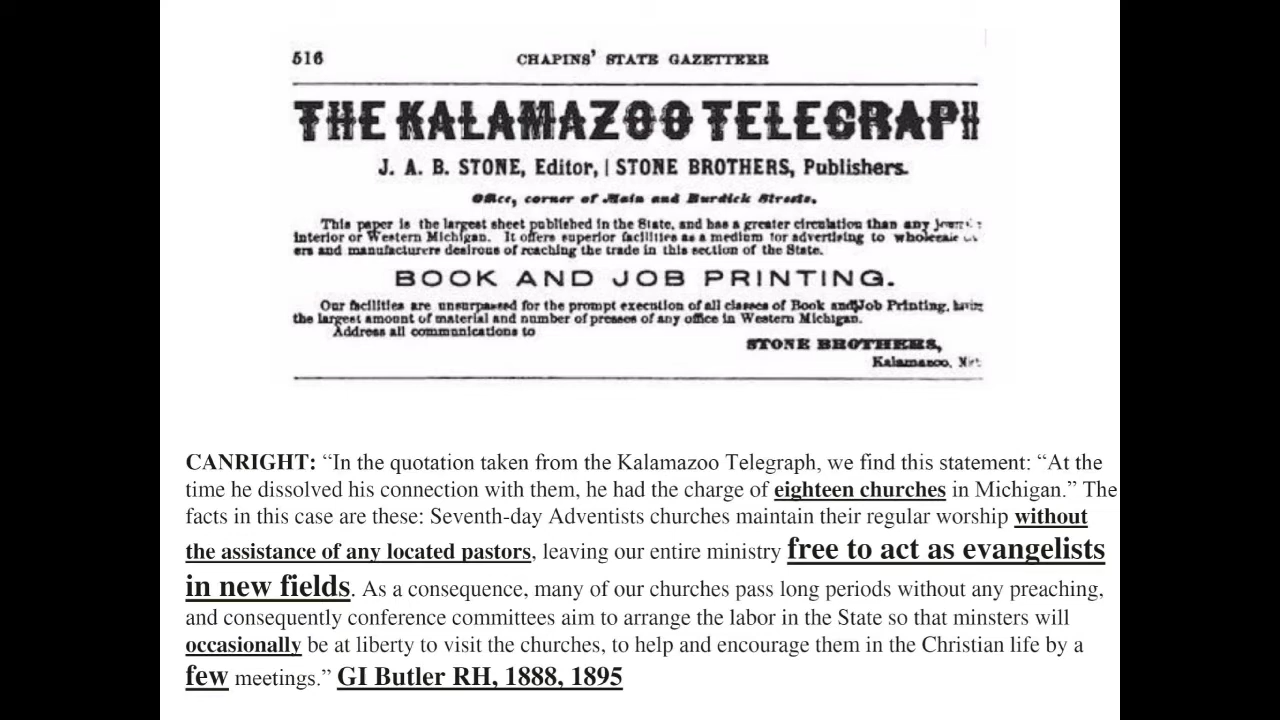 516 CHAPINS' STATE GAZETTEER
THE KALAMAZOO TELEGRAPH
J. A. B. STONE, Editor, | STONE BROTHERS, Publishers.
Office, corner of Main and Burdick Streets.
This paper is the largest sheet published in the State, and has a greater circulation than any
interior or Western Michigan. It offers superior facilities as a medium for advertising to wholesale
ers and manufacturers desirous of reaching the trade in this section of the State.
BOOK AND JOB PRINTING.
Our facilities are unsurpassed for the prompt execution of all classes of Book and Job Printing, having
the largest amount of material and number of presses of any office in Western Michigan.
Address all communications to
STONE BROTHERS,
Kalamazoo,
CANRIGHT: “In the quotation taken from the Kalamazoo Telegraph, we find this statement: “At the
time he dissolved his connection with them, he had the charge of eighteen churches in Michigan.” The
facts in this case are these: Seventh-day Adventists churches maintain their regular worship without
the assistance of any located pastors, leaving our entire ministry free to act as evangelists
in new fields. As a consequence, many of our churches pass long periods without any preaching,
and consequently conference committees aim to arrange the labor in the State so that minsters will
occasionally be at liberty to visit the churches, to help and encourage them in the Christian life by a
few meetings.” GI Butler RH, 1888, 1895